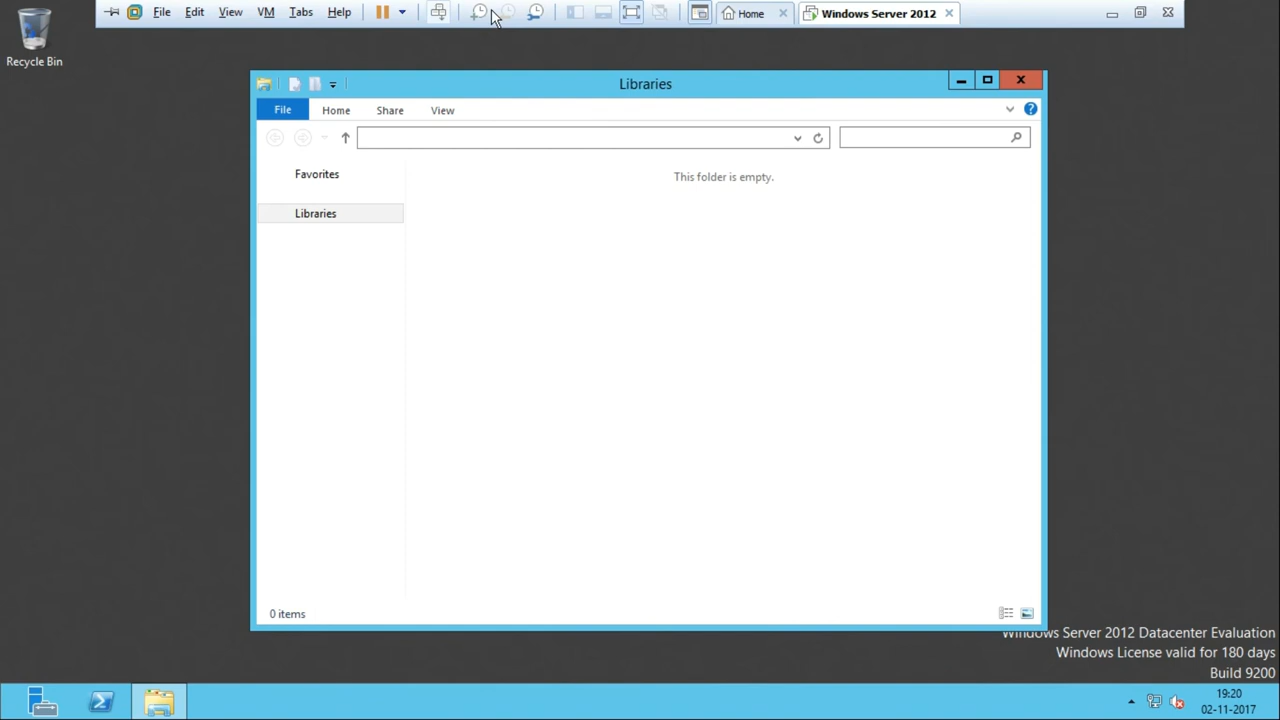 File Edit View VM Tabs Help Home Windows Server 2012
Recycle Bin
Libraries
File Home Share View
Favorites
This folder is empty.
Libraries
0 items
Windows Server 2012 Datacenter Evaluation
Windows License valid for 180 days
Build 9200
19:20
02-11-2017